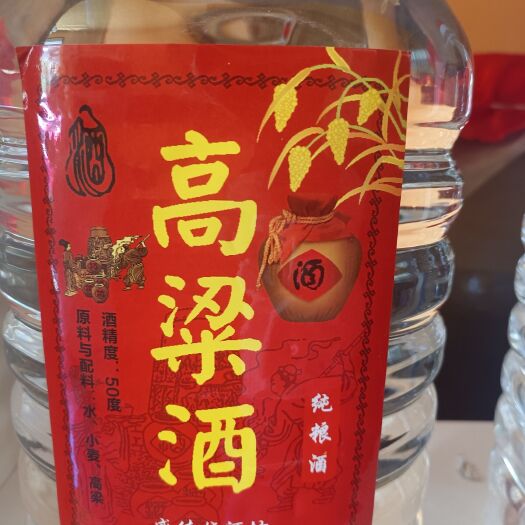 高粱酒
酒
酒
纯粮酒
酒精度：50度
原料与配料：水、小麦、高粱